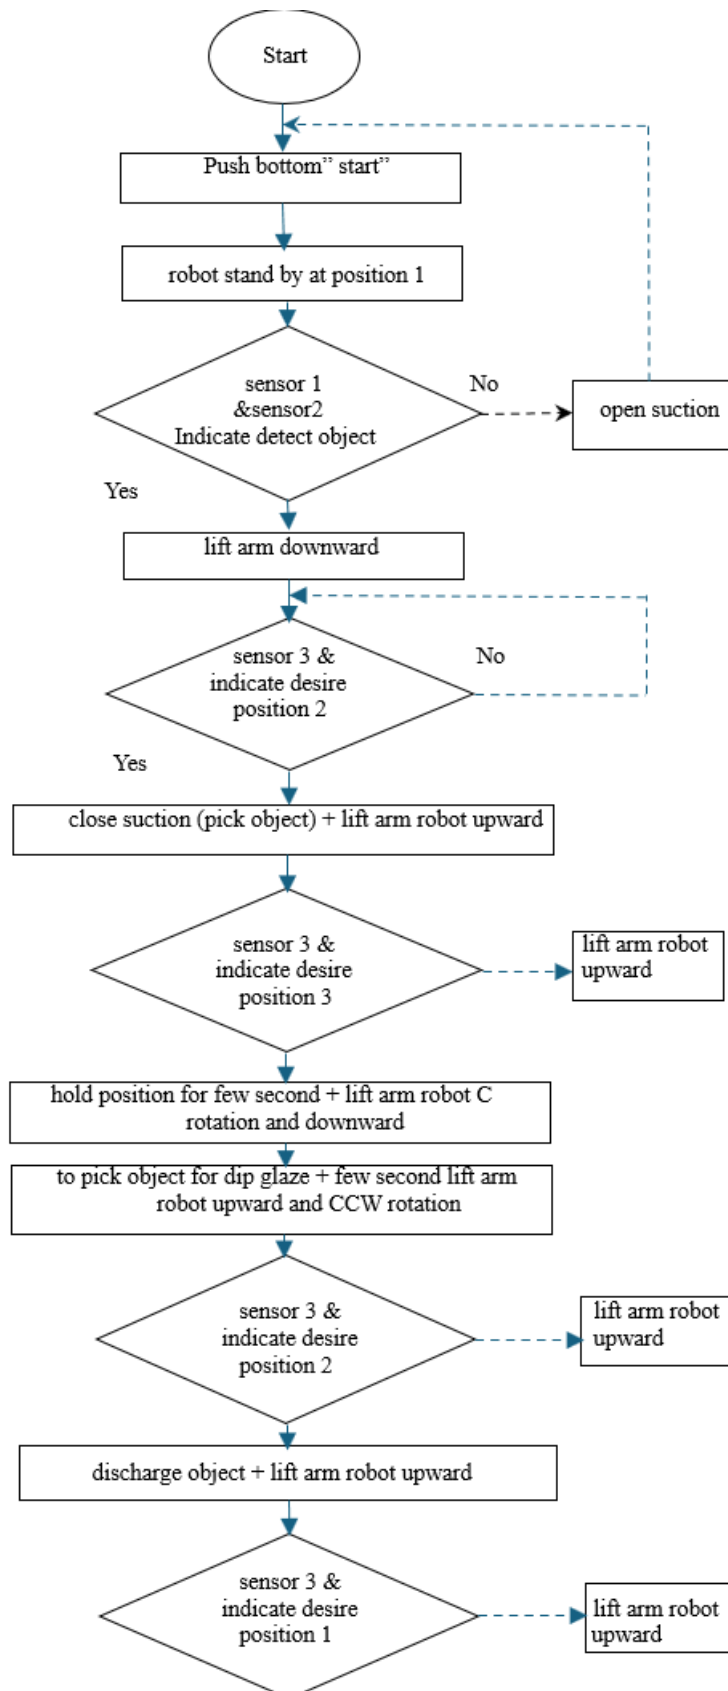 Start
Push bottom” start”
robot stand by at position 1
sensor 1
&sensor2
Indicate detect object
No
open suction
Yes
lift arm downward
sensor 3 &
indicate desire
position 2
No
Yes
close suction (pick object) + lift arm robot upward
sensor 3 &
indicate desire
position 3
lift arm robot
upward
hold position for few second + lift arm robot C
rotation and downward
to pick object for dip glaze + few second lift arm
robot upward and CCW rotation
sensor 3 &
indicate desire
position 2
lift arm robot
upward
discharge object + lift arm robot upward
sensor 3 &
indicate desire
position 1
lift arm robot
upward